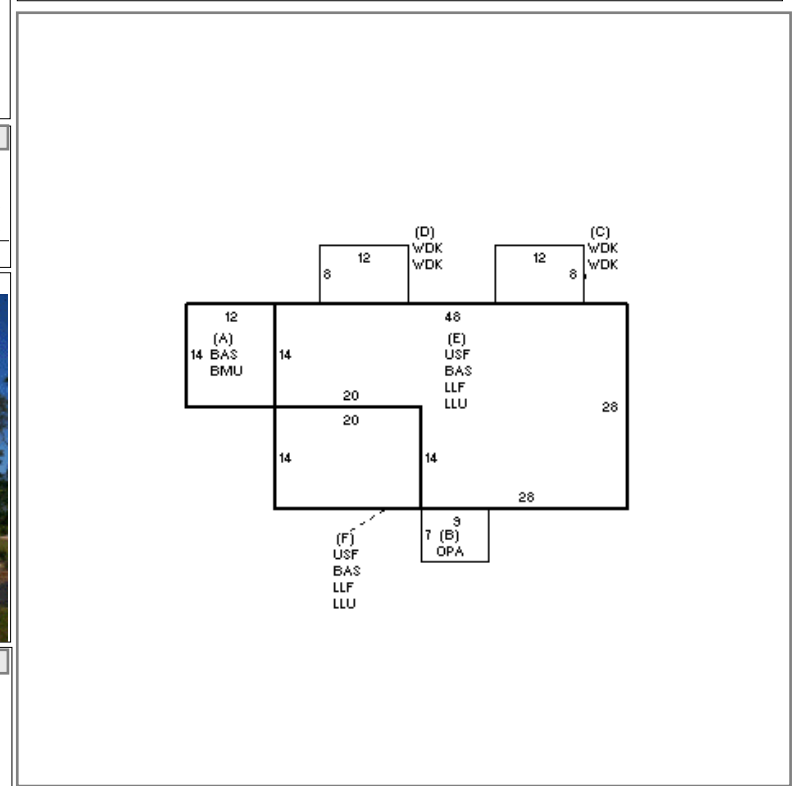 (D)
WDK
WDK
12
8
(C)
WDK
WDK
12
8
12
(A)
14 BAS
BMU
48
(E)
USF
BAS
LLF
LLU
14
20
28
20
14
14
28
9
7 (B)
OPA
(F)
USF
BAS
LLF
LLU